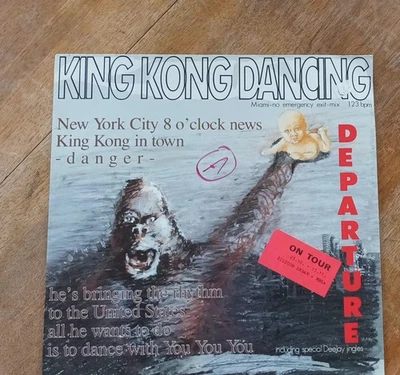 KING KONG DANCING
Miami-no emergency exit-mix 123 bpm
New York City 8 o'clock news
King Kong in town
- d a n g e r -
DEPARTURE
A
ON TOUR
he's bringing the rhythm
to the United States
all he wants to do
is to dance with You You You
including special Deejay jingles